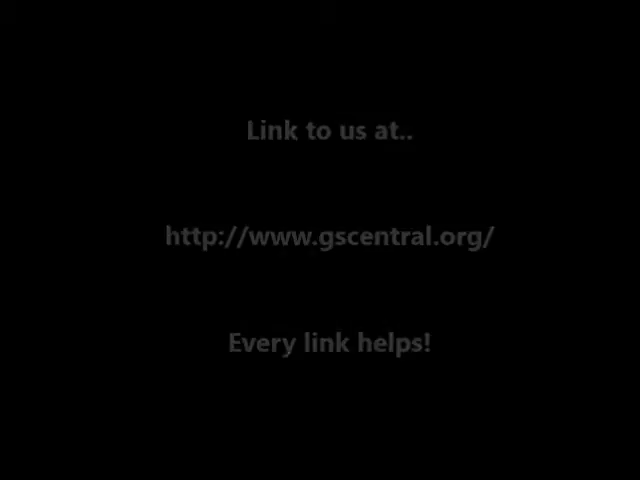 Link to us at..
http://www.gscentral.org/
Every link helps!